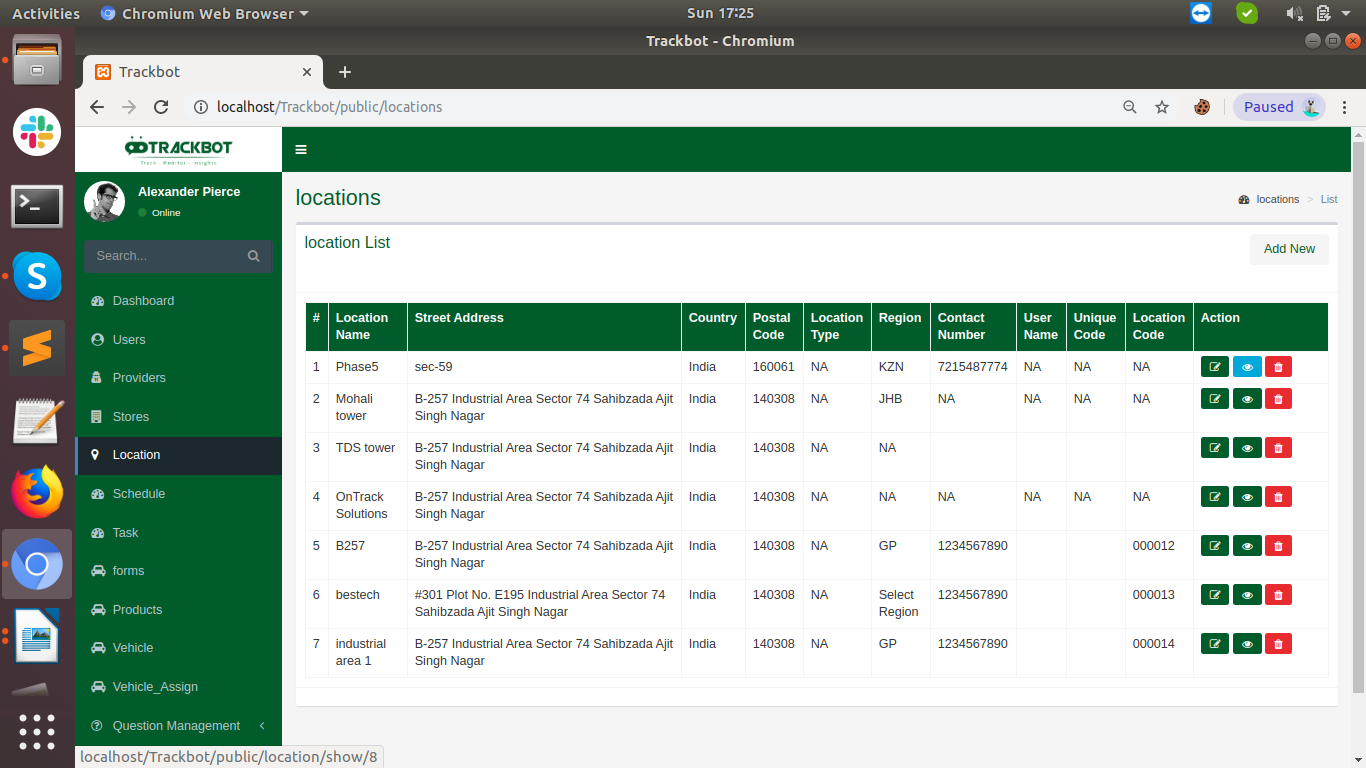 Activities
Chromium Web Browser
Sun 17:25
Trackbot - Chromium
Trackbot
localhost/Trackbot/public/locations
Paused
TRACKBOT
Track - Monitor - Insights
Alexander Pierce
Online
Search...
Dashboard
Users
Providers
Stores
Location
Schedule
Task
forms
Products
Vehicle
Vehicle_Assign
Question Management
locations
locations > List
location List
Add New
# Location Name Street Address Country Postal Code Location Type Region Contact Number User Name Unique Code Location Code Action
1 Phase5 sec-59 India 160061 NA KZN 7215487774 NA NA NA
2 Mohali tower B-257 Industrial Area Sector 74 Sahibzada Ajit Singh Nagar India 140308 NA JHB NA NA NA NA
3 TDS tower B-257 Industrial Area Sector 74 Sahibzada Ajit Singh Nagar India 140308 NA NA
4 OnTrack Solutions B-257 Industrial Area Sector 74 Sahibzada Ajit Singh Nagar India 140308 NA NA NA NA NA NA
5 B257 B-257 Industrial Area Sector 74 Sahibzada Ajit Singh Nagar India 140308 NA GP 1234567890 000012
6 bestech #301 Plot No. E195 Industrial Area Sector 74 Sahibzada Ajit Singh Nagar India 140308 NA Select Region 1234567890 000013
7 industrial area 1 B-257 Industrial Area Sector 74 Sahibzada Ajit Singh Nagar India 140308 NA GP 1234567890 000014
localhost/Trackbot/public/location/show/8